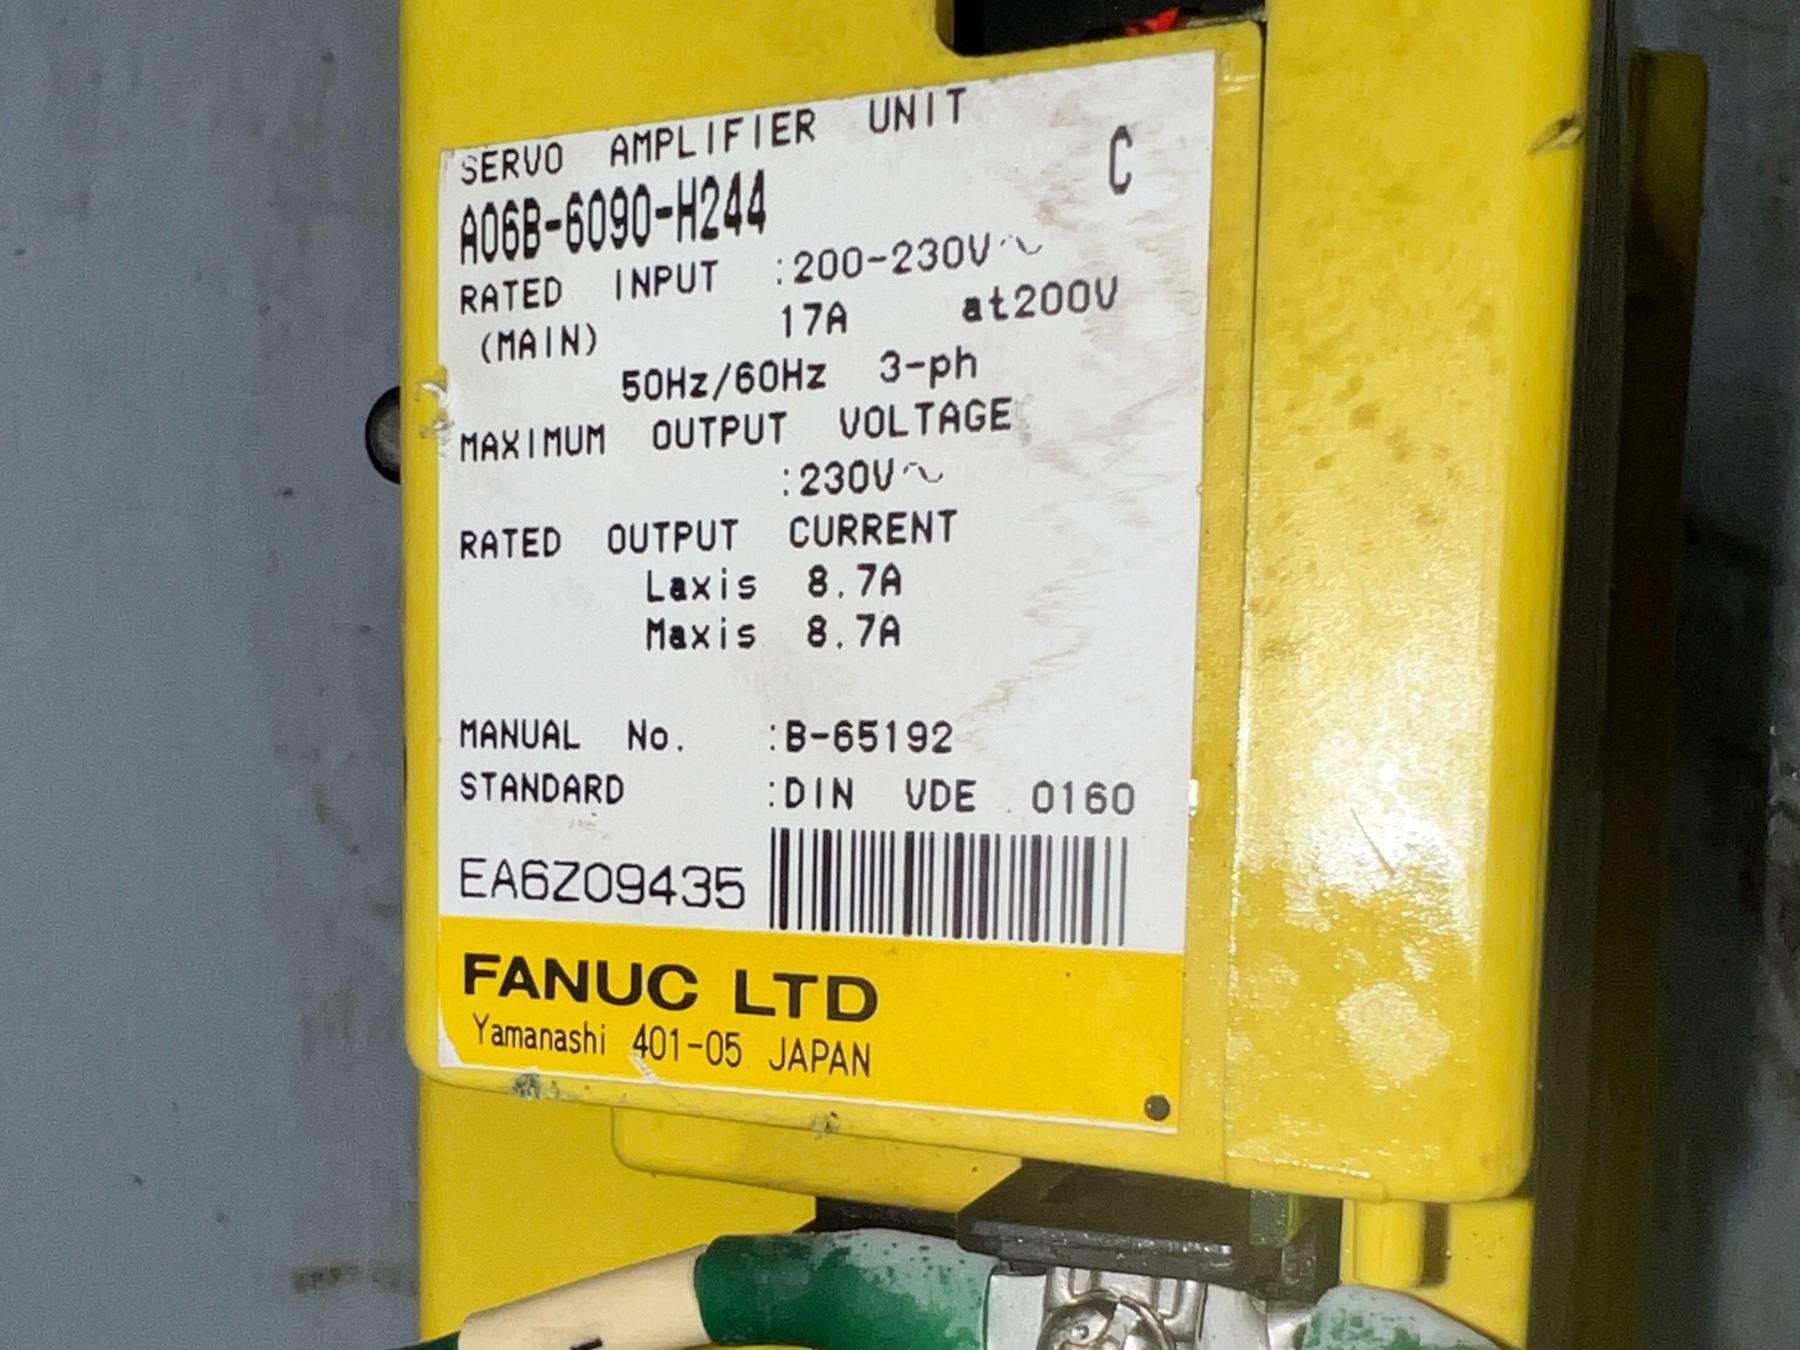 SERVO AMPLIFIER UNIT
A06B-6090-H244 C
RATED INPUT :200-230V~
(MAIN) 17A at200V
50Hz/60Hz 3-ph
MAXIMUM OUTPUT VOLTAGE
:230V~
RATED OUTPUT CURRENT
Laxis 8.7A
Maxis 8.7A
MANUAL No. :B-65192
STANDARD :DIN VDE 0160
EA6Z09435
FANUC LTD
Yamanashi 401-05 JAPAN